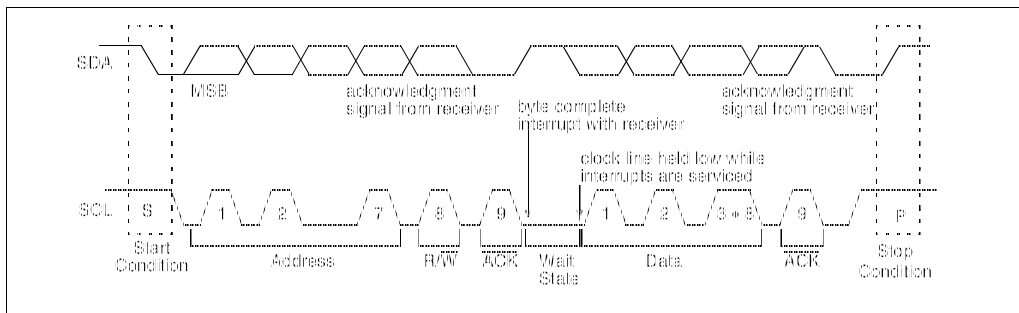 SDA
MSB
acknowledgment
signal from receiver
byte complete
interrupt with receiver
acknowledgment
signal from receiver
clock line held low while
interrupts are serviced
SCL
S
1
2
7
8
9
1
2
3 - 8
9
P
Start
Condition
Address
R/W
ACK
Wait
State
Data
ACK
Stop
Condition